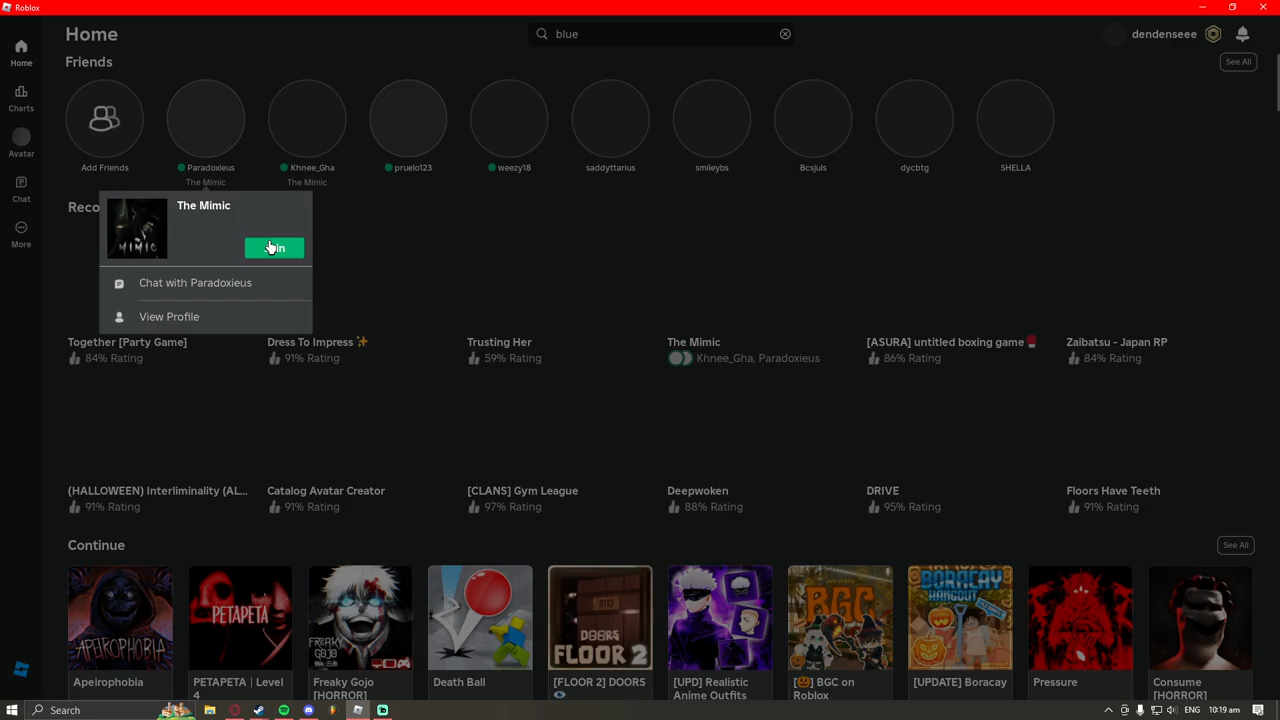 Roblox
Home
blue
dendenseee
Friends
See All
Home
Charts
Avatar
Chat
More
Add Friends
Paradoxieus
The Mimic
Khnee_Gha
The Mimic
pruelo123
weezy18
saddyttarius
smileybs
Bcsjuls
dycbtg
SHELLA
Reco
The Mimic
MIMIC
Chat with Paradoxieus
View Profile
Together [Party Game]
84% Rating
Dress To Impress ✨
91% Rating
Trusting Her
59% Rating
The Mimic
Khnee_Gha, Paradoxieus
[ASURA] untitled boxing game🥊
86% Rating
Zaibatsu - Japan RP
84% Rating
(HALLOWEEN) Interliminality (AL...
91% Rating
Catalog Avatar Creator
91% Rating
[CLANS] Gym League
97% Rating
Deepwoken
88% Rating
DRIVE
95% Rating
Floors Have Teeth
91% Rating
Continue
See All
APEIROPHOBIA
PETAPETA
FREAKY GOJO
0113
DOORS
FLOOR 2
BGC
BORACAY
HANGOUT
Apeirophobia
PETAPETA | Level
4
Freaky Gojo
[HORROR]
Death Ball
[FLOOR 2] DOORS
👁
[UPD] Realistic
Anime Outfits
[🎃] BGC on
Roblox
[UPDATE] Boracay
Pressure
Consume
[HORROR]
Search
ENG
10:19 am